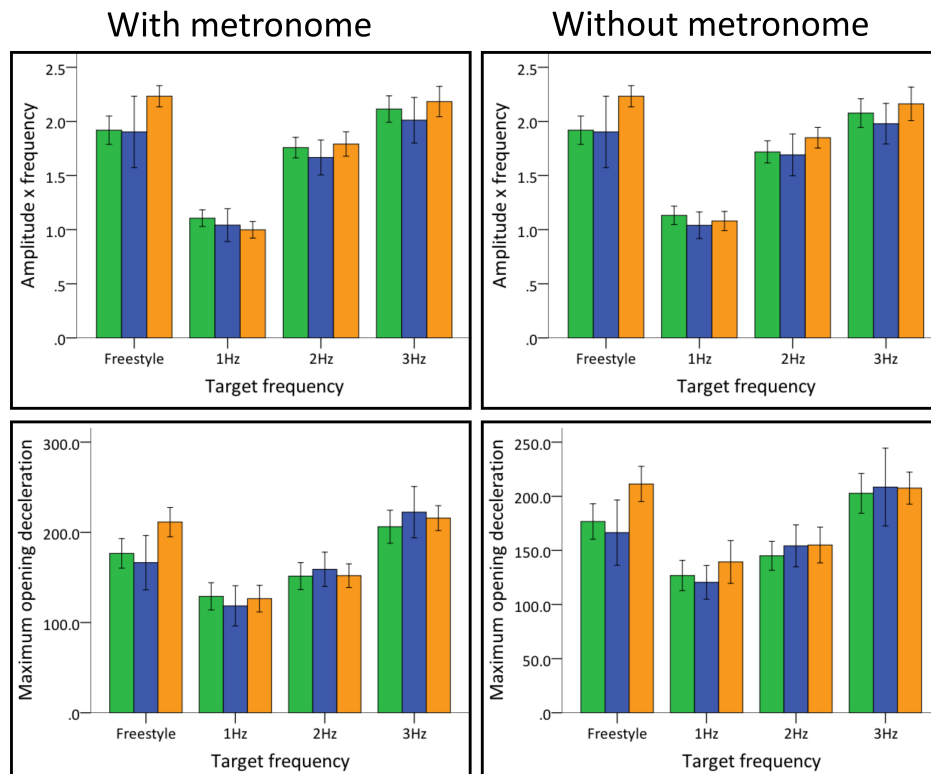 With metronome
Without metronome
Amplitude x frequency
2.5
2.0
1.5
1.0
.5
.0
Freestyle 1Hz 2Hz 3Hz
Target frequency
Amplitude x frequency
2.5
2.0
1.5
1.0
.5
.0
Freestyle 1Hz 2Hz 3Hz
Target frequency
Maximum opening deceleration
300.0
200.0
100.0
.0
Freestyle 1Hz 2Hz 3Hz
Target frequency
Maximum opening deceleration
250.0
200.0
150.0
100.0
50.0
.0
Freestyle 1Hz 2Hz 3Hz
Target frequency